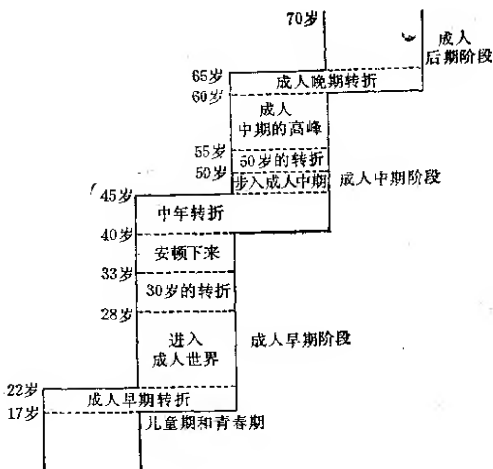 70岁
成人
后期阶段
65岁
成人晚期转折
60岁
成人
中期的高峰
55岁
50岁的转折
50岁
步入成人中期
成人中期阶段
45岁
中年转折
40岁
安顿下来
33岁
30岁的转折
28岁
进入
成人世界
成人早期阶段
22岁
成人早期转折
17岁
儿童期和青春期